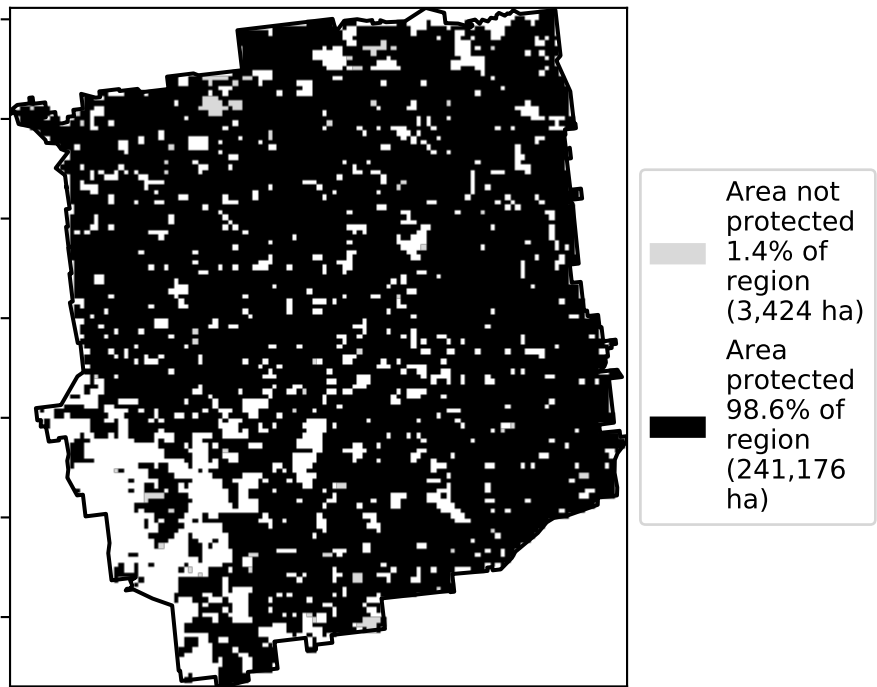 Area not
protected
1.4% of
region
(3,424 ha)
Area
protected
98.6% of
region
(241,176
ha)